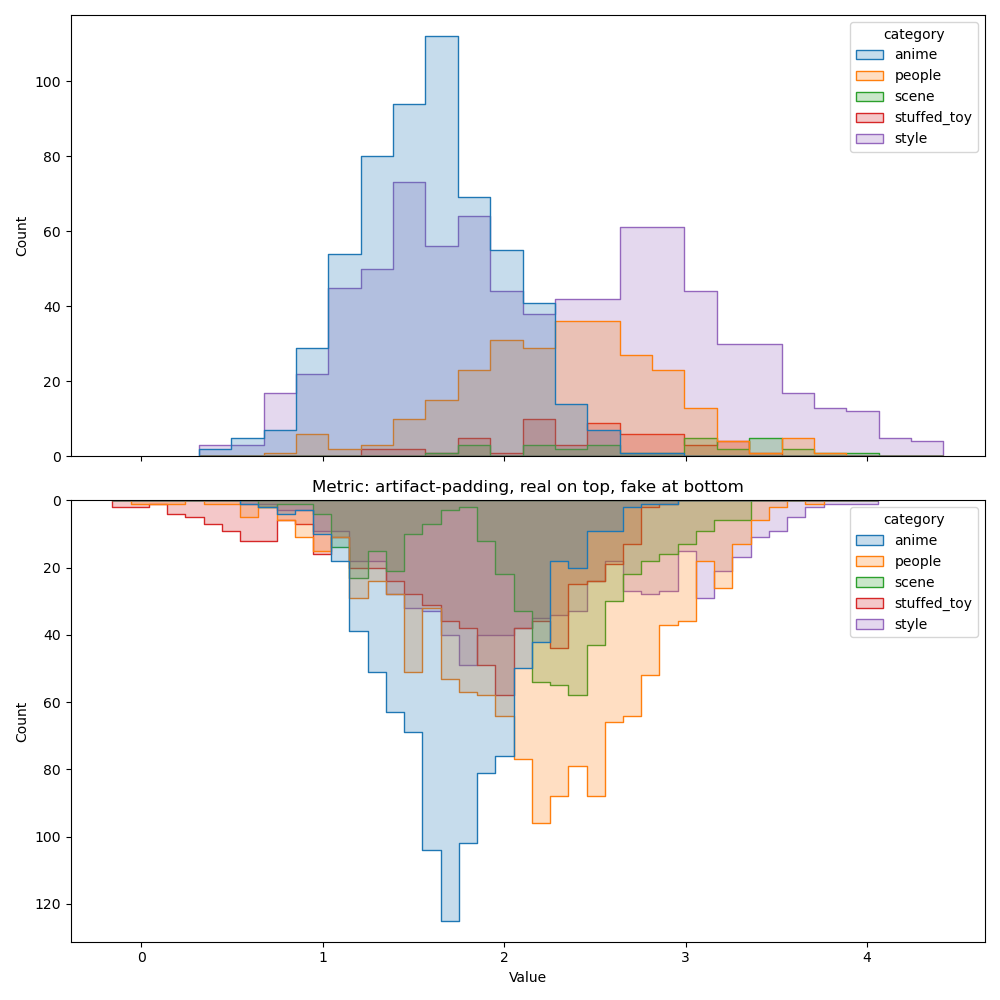 category
anime
people
scene
stuffed_toy
style
Count
100
80
60
40
20
0
Metric: artifact-padding, real on top, fake at bottom
category
anime
people
scene
stuffed_toy
style
Count
0
20
40
60
80
100
120
0 1 2 3 4
Value